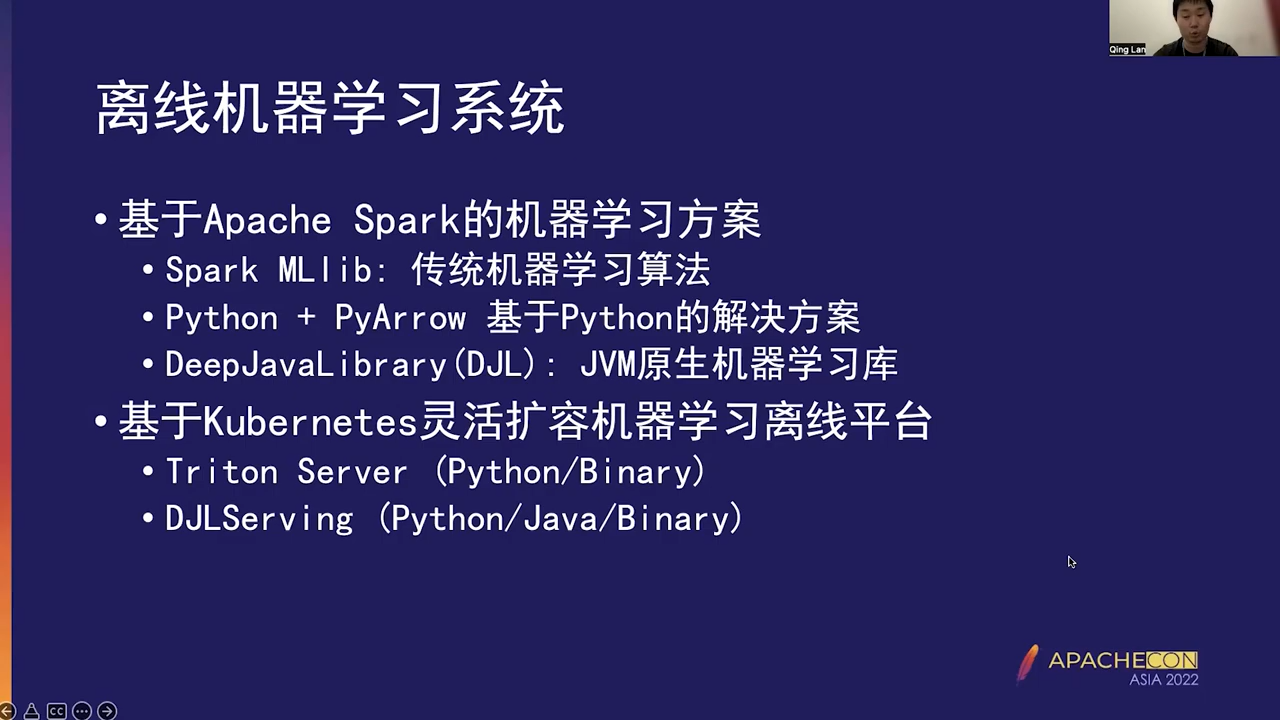 Qing Lan
离线机器学习系统
• 基于Apache Spark的机器学习方案
• Spark MLlib: 传统机器学习算法
• Python + PyArrow 基于Python的解决方案
• DeepJavaLibrary(DJL): JVM原生机器学习库
• 基于Kubernetes灵活扩容机器学习离线平台
• Triton Server (Python/Binary)
• DJLServing (Python/Java/Binary)
APACHECON
ASIA 2022
CC